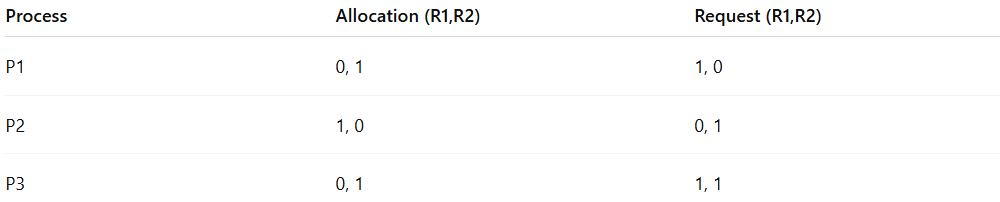 Process Allocation (R1,R2) Request (R1,R2)
P1 0, 1 1, 0
P2 1, 0 0, 1
P3 0, 1 1, 1